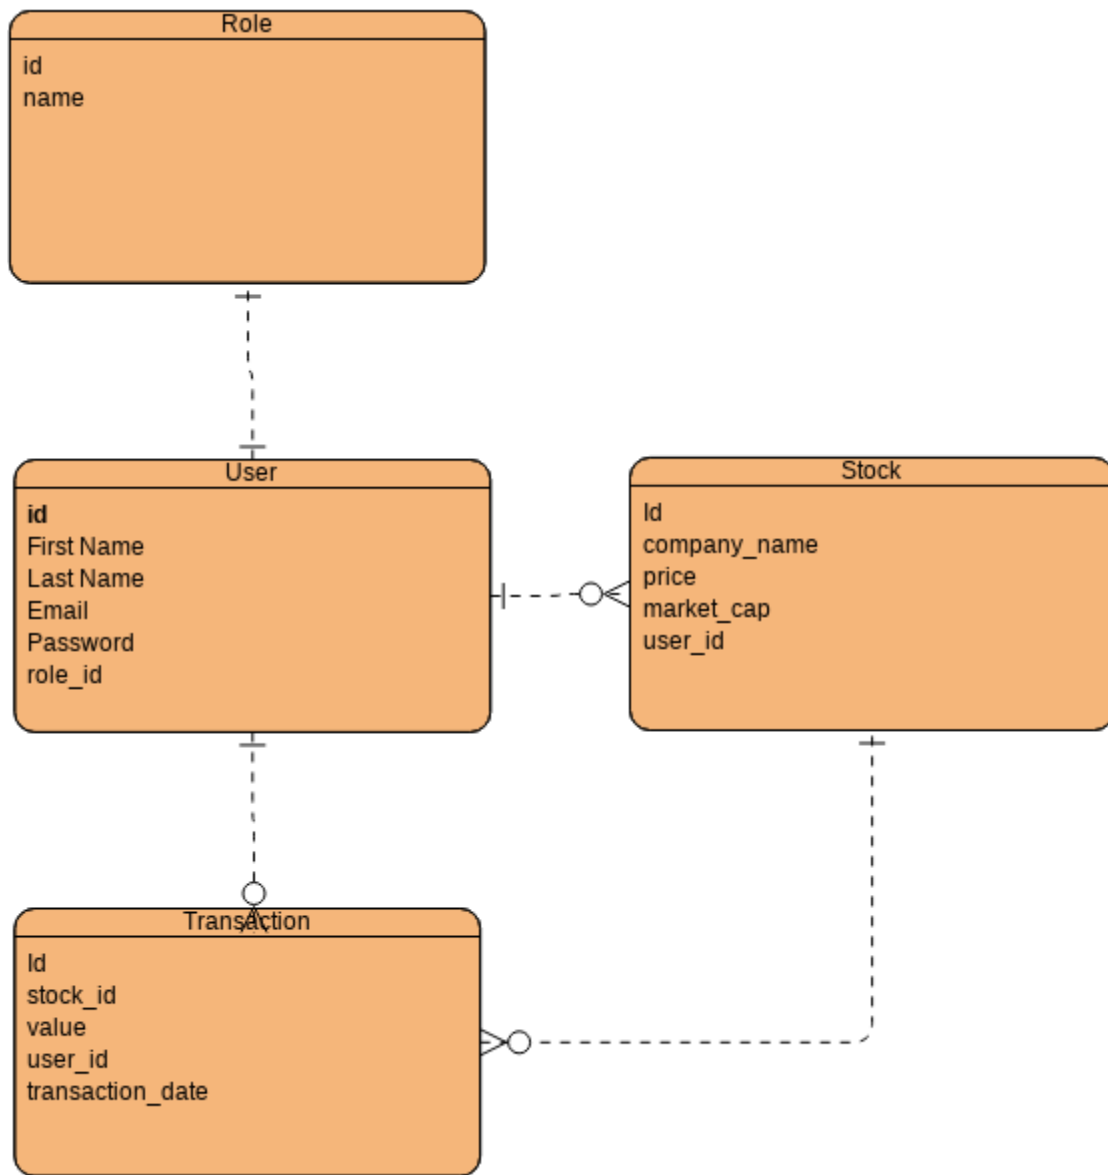 Role
id
name
User
id
First Name
Last Name
Email
Password
role_id
Stock
Id
company_name
price
market_cap
user_id
Transaction
Id
stock_id
value
user_id
transaction_date